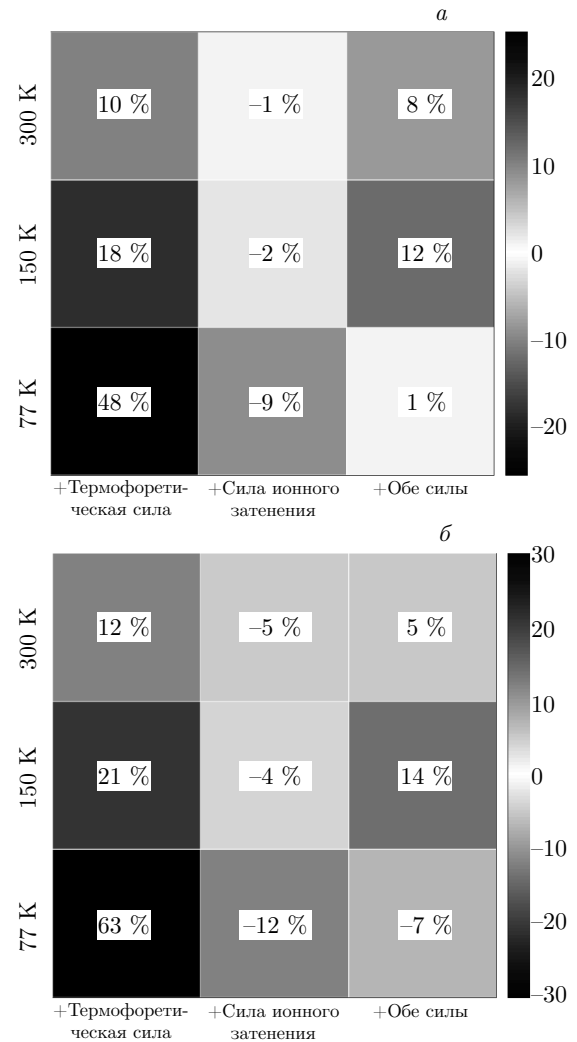 а
300 K
10 %
–1 %
8 %
150 K
18 %
–2 %
12 %
77 K
48 %
–9 %
1 %
20
10
0
–10
–20
+Термофорети-
ческая сила
+Сила ионного
затенения
+Обе силы
б
300 K
12 %
–5 %
5 %
150 K
21 %
–4 %
14 %
77 K
63 %
–12 %
–7 %
30
20
10
0
–10
–20
–30
+Термофорети-
ческая сила
+Сила ионного
затенения
+Обе силы